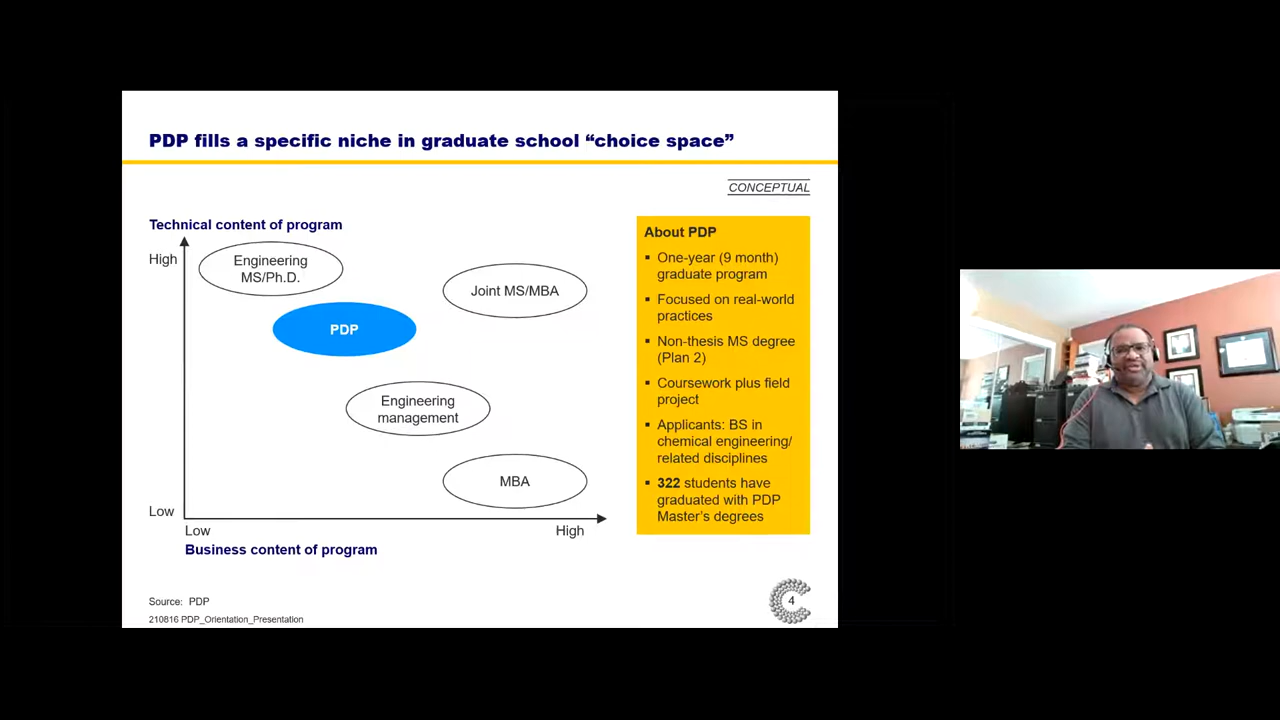 PDP fills a specific niche in graduate school “choice space”
CONCEPTUAL
Technical content of program
High
Engineering
MS/Ph.D.
Joint MS/MBA
PDP
Engineering
management
MBA
Low
Low
High
Business content of program
About PDP
▪ One-year (9 month)
graduate program
▪ Focused on real-world
practices
▪ Non-thesis MS degree
(Plan 2)
▪ Coursework plus field
project
▪ Applicants: BS in
chemical engineering/
related disciplines
▪ 322 students have
graduated with PDP
Master’s degrees
Source: PDP
210816 PDP_Orientation_Presentation
4